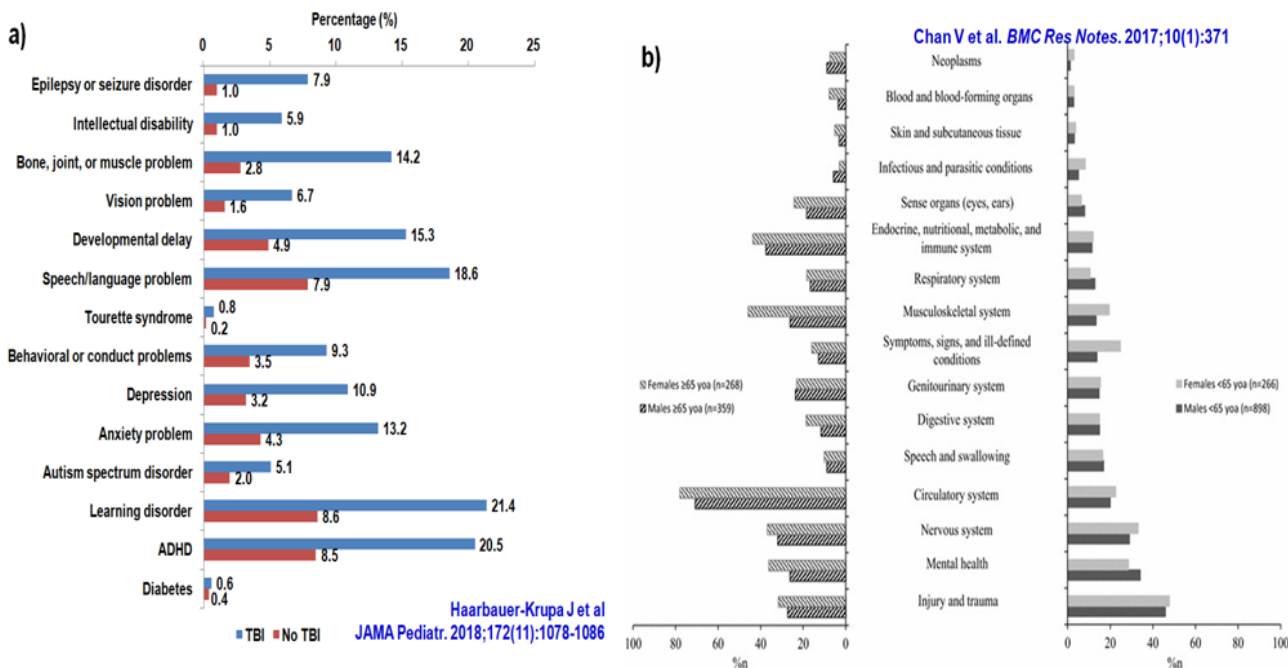 a)
Percentage (%)
0 5 10 15 20 25
Epilepsy or seizure disorder 7.9
1.0
Intellectual disability 5.9
1.0
Bone, joint, or muscle problem 14.2
2.8
Vision problem 6.7
1.6
Developmental delay 15.3
4.9
Speech/language problem 18.6
7.9
Tourette syndrome 0.8
0.2
Behavioral or conduct problems 9.3
3.5
Depression 10.9
3.2
Anxiety problem 13.2
4.3
Autism spectrum disorder 5.1
2.0
Learning disorder 21.4
8.6
ADHD 20.5
8.5
Diabetes 0.6
0.4
TBI No TBI
Haarbauer-Krupa J et al
JAMA Pediatr. 2018;172(11):1078-1086
b)
Chan V et al. BMC Res Notes. 2017;10(1):371
Neoplasms
Blood and blood-forming organs
Skin and subcutaneous tissue
Infectious and parasitic conditions
Sense organs (eyes, ears)
Endocrine, nutritional, metabolic, and
immune system
Respiratory system
Musculoskeletal system
Symptoms, signs, and ill-defined
conditions
Genitourinary system
Digestive system
Speech and swallowing
Circulatory system
Nervous system
Mental health
Injury and trauma
Females ≥65 yoa (n=268)
Males ≥65 yoa (n=359)
Females <65 yoa (n=266)
Males <65 yoa (n=898)
100 80 60 40 20 0
%n
0 20 40 60 80 100
%n